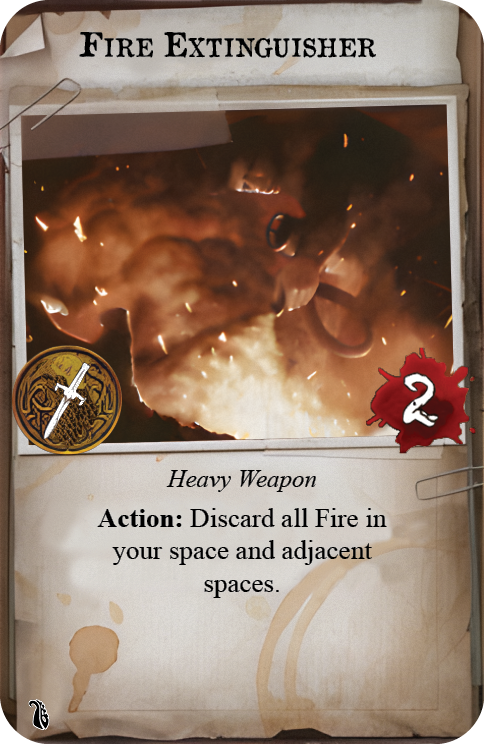 Fire Extinguisher
2
Heavy Weapon
Action: Discard all Fire in
your space and adjacent
spaces.